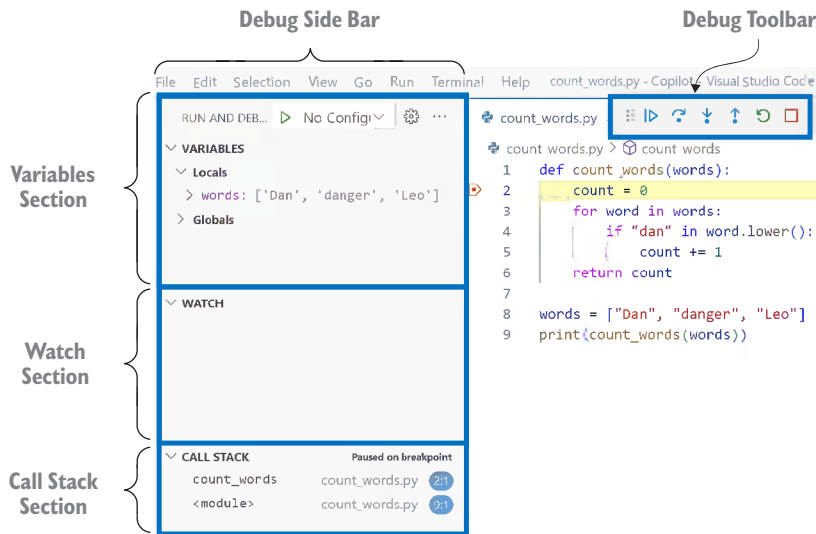 Debug Side Bar
Debug Toolbar
File Edit Selection View Go Run Terminal Help count_words.py - Copilot - Visual Studio Code
RUN AND DEB... No Config
VARIABLES
Locals
words: ['Dan', 'danger', 'Leo']
Globals
Variables
Section
WATCH
Watch
Section
CALL STACK Paused on breakpoint
count_words count_words.py 2:1
<module> count_words.py 9:1
Call Stack
Section
count_words.py
count words.py > count words
1 def count_words(words):
2 count = 0
3 for word in words:
4 if “dan” in word.lower():
5 count += 1
6 return count
7
8 words = ["Dan", "danger", "Leo"]
9 print(count_words(words))